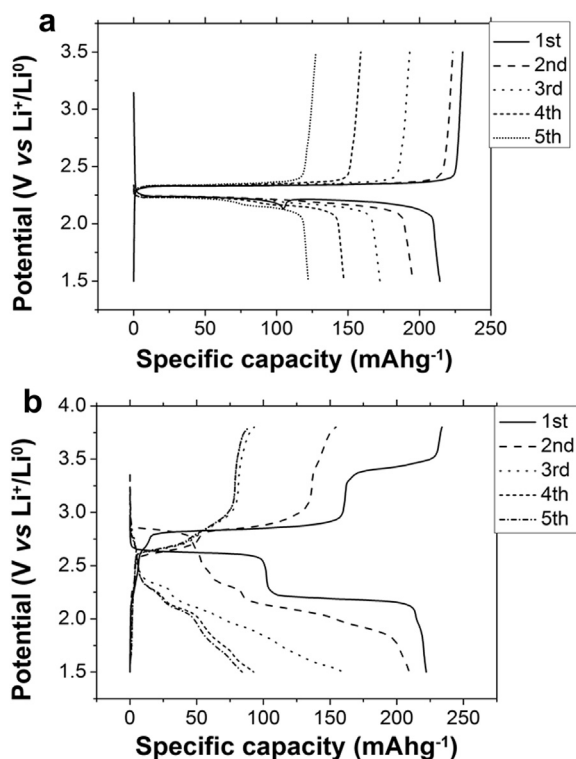 a
3.5
3.0
2.5
2.0
1.5
Potential (V vs Li⁺/Li⁰)
0 50 100 150 200 250
Specific capacity (mAhg⁻¹)
1st
2nd
3rd
4th
5th
b
4.0
3.5
3.0
2.5
2.0
1.5
Potential (V vs Li⁺/Li⁰)
0 50 100 150 200 250
Specific capacity (mAhg⁻¹)
1st
2nd
3rd
4th
5th